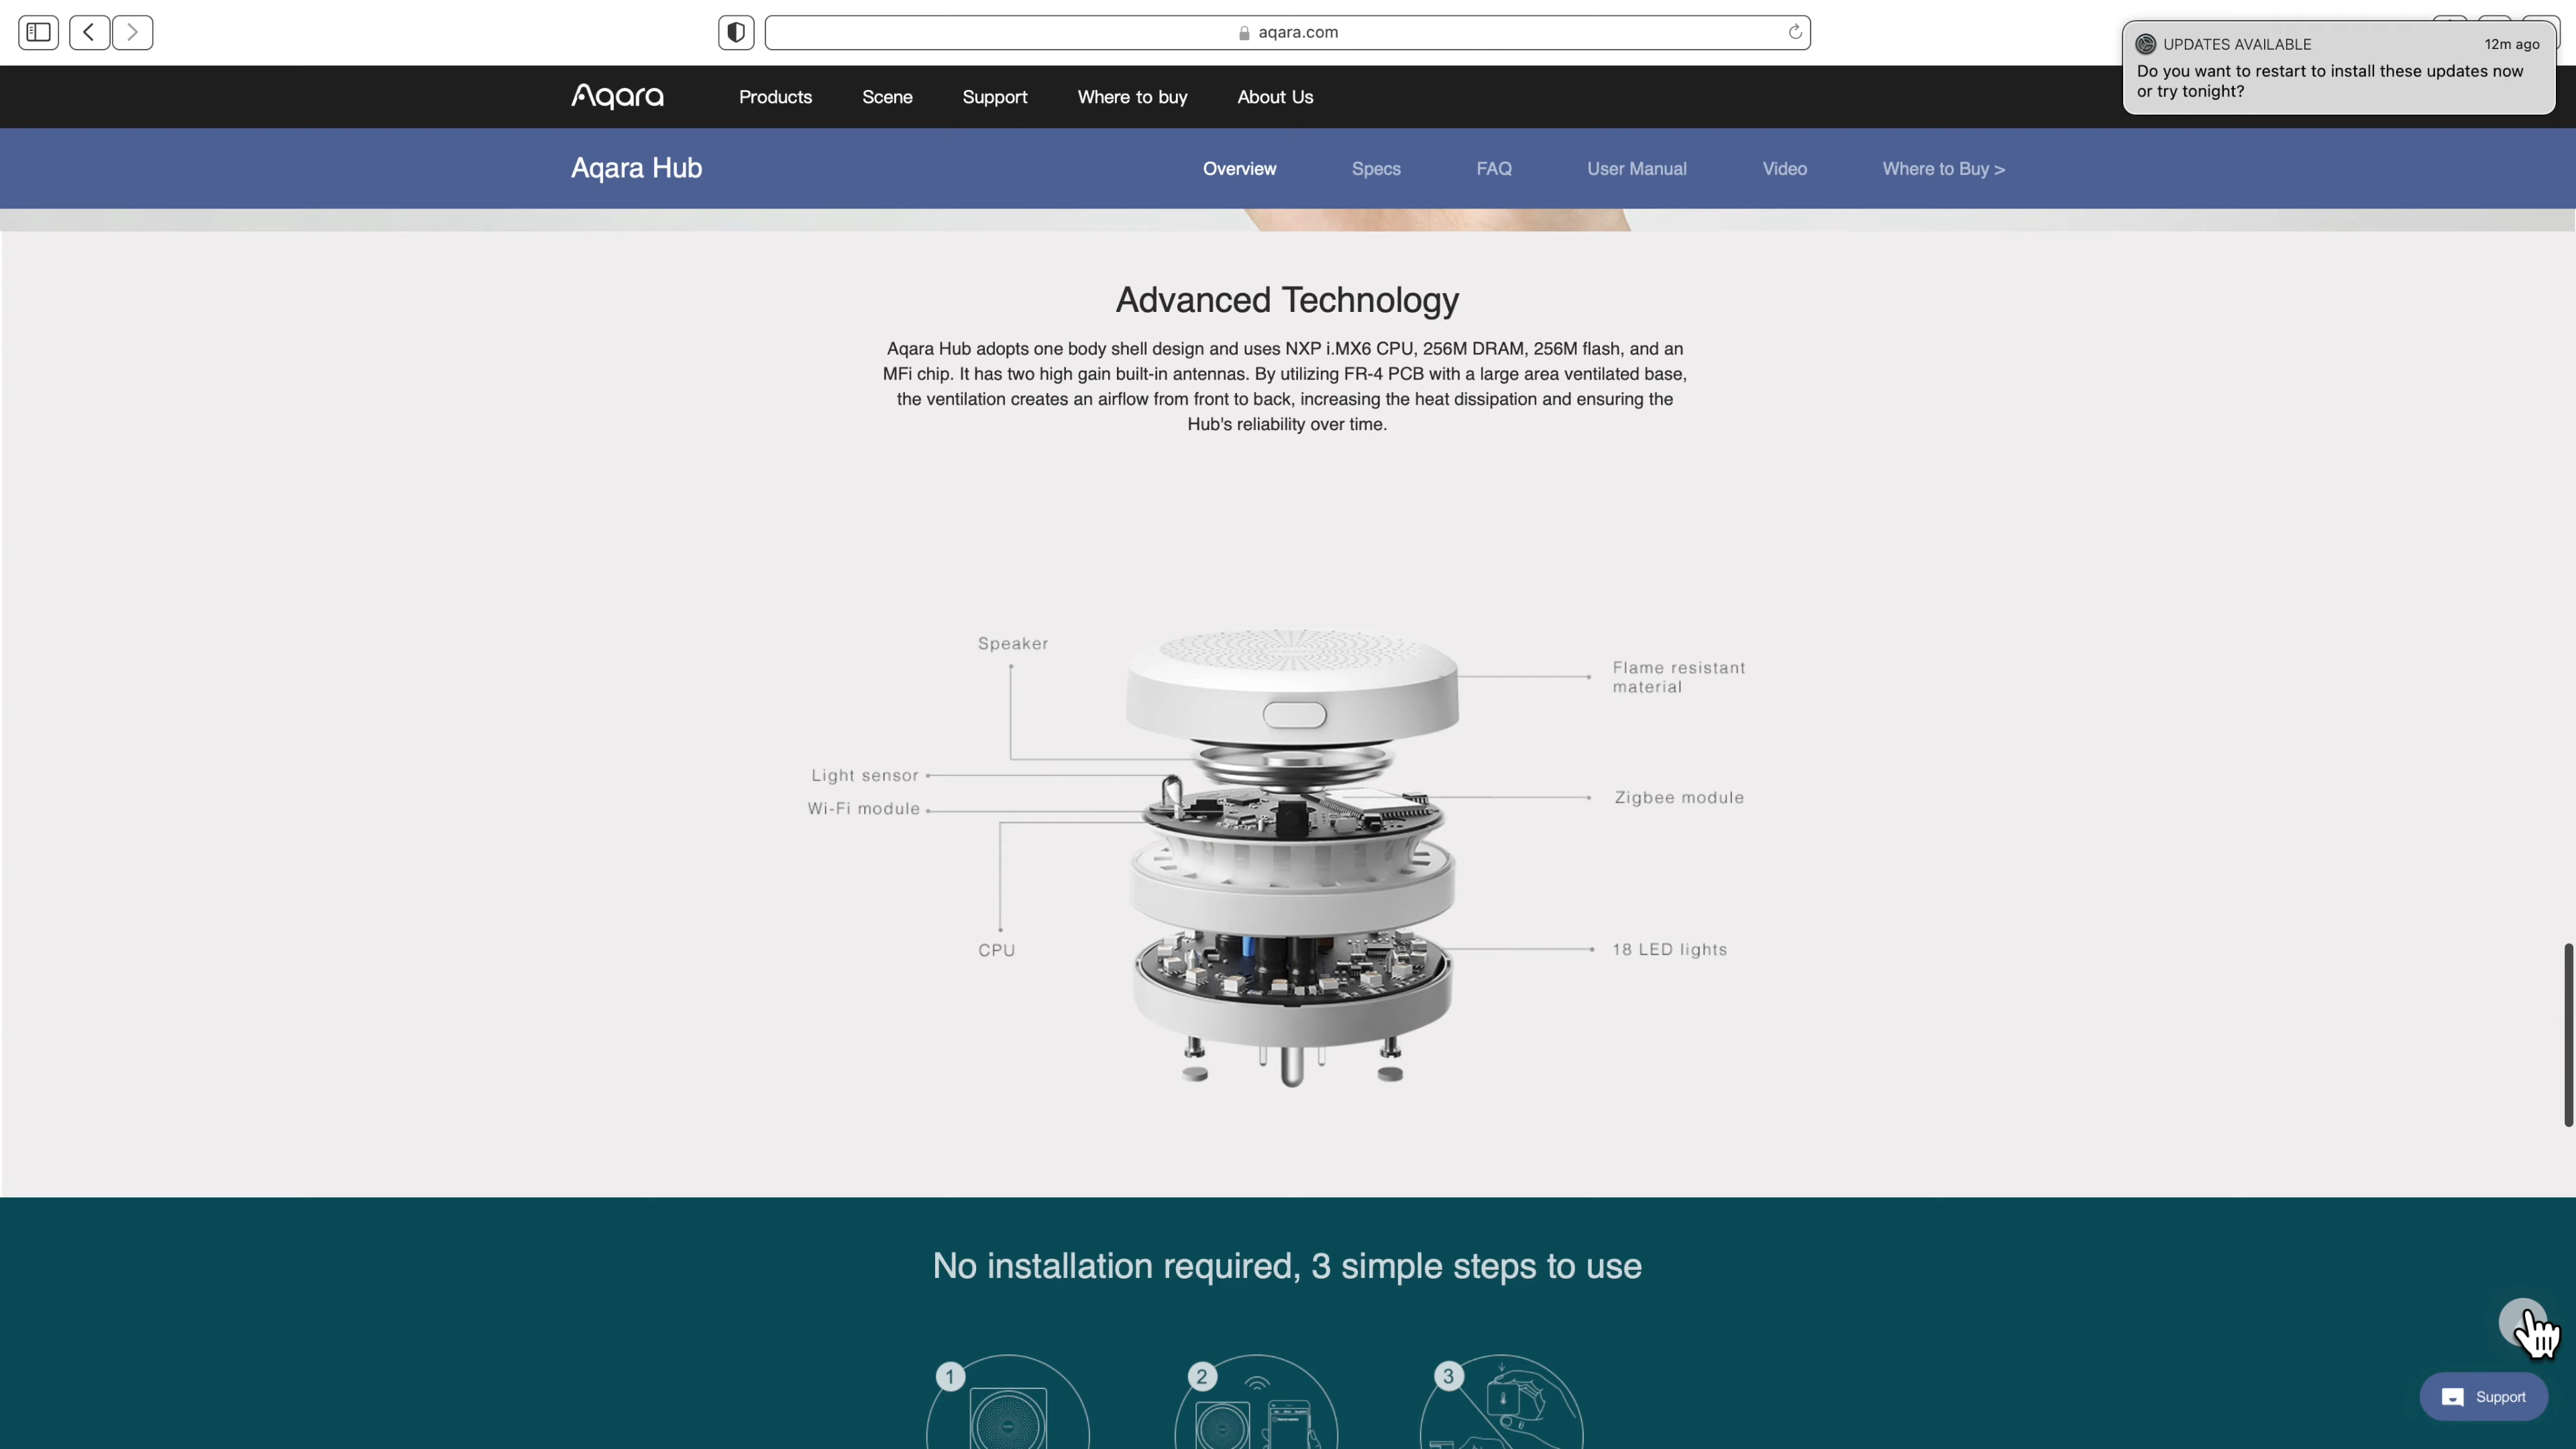 aqara.com
UPDATES AVAILABLE
12m ago
Do you want to restart to install these updates now
or try tonight?
Aqara
Products
Scene
Support
Where to buy
About Us
Aqara Hub
Overview
Specs
FAQ
User Manual
Video
Where to Buy >
Advanced Technology
Aqara Hub adopts one body shell design and uses NXP i.MX6 CPU, 256M DRAM, 256M flash, and an
MFi chip. It has two high gain built-in antennas. By utilizing FR-4 PCB with a large area ventilated base,
the ventilation creates an airflow from front to back, increasing the heat dissipation and ensuring the
Hub's reliability over time.
Speaker
Flame resistant
material
Light sensor
Wi-Fi module
Zigbee module
CPU
18 LED lights
No installation required, 3 simple steps to use
1
2
3
Support